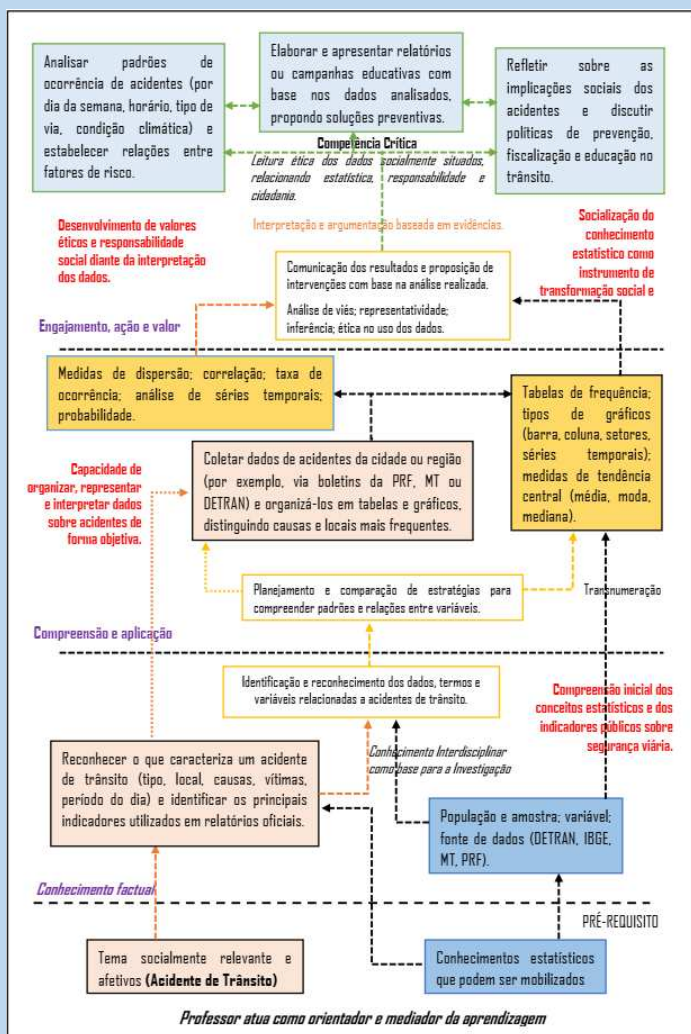 Analisar padrões de
ocorrência de acidentes (por
dia da semana, horário, tipo de
via, condição climática) e
estabelecer relações entre
fatores de risco.
Elaborar e apresentar relatórios
ou campanhas educativas com
base nos dados analisados,
propondo soluções preventivas.
Refletir sobre as
implicações sociais dos
acidentes e discutir
políticas de prevenção,
fiscalização e educação no
trânsito.
Competência Crítica
Leitura ética dos dados socialmente situados,
relacionando estatística, responsabilidade e
cidadania.
Desenvolvimento de valores
éticos e responsabilidade
social diante da interpretação
dos dados.
Interpretação e argumentação baseada em evidências.
Socialização do
conhecimento
estatístico como
instrumento de
transformação social e
Comunicação dos resultados e proposição de
intervenções com base na análise realizada.
Análise de viés; representatividade;
inferência; ética no uso dos dados.
Engajamento, ação e valor
Medidas de dispersão; correlação; taxa de
ocorrência; análise de séries temporais;
probabilidade.
Tabelas de frequência;
tipos de gráficos
(barra, coluna, setores,
séries temporais);
medidas de tendência
central (média, moda,
mediana).
Coletar dados de acidentes da cidade ou região
(por exemplo, via boletins da PRF, MT ou
DETRAN) e organizá-los em tabelas e gráficos,
distinguindo causas e locais mais frequentes.
Capacidade de
organizar, representar
e interpretar dados
sobre acidentes de
forma objetiva.
Planejamento e comparação de estratégias para
compreender padrões e relações entre variáveis.
Transnumeração
Compreensão e aplicação
Identificação e reconhecimento dos dados, termos e
variáveis relacionadas a acidentes de trânsito.
Compreensão inicial dos
conceitos estatísticos e dos
indicadores públicos sobre
segurança viária.
Reconhecer o que caracteriza um acidente
de trânsito (tipo, local, causas, vítimas,
período do dia) e identificar os principais
indicadores utilizados em relatórios oficiais.
Conhecimento Interdisciplinar
como base para a Investigação
População e amostra; variável;
fonte de dados (DETRAN, IBGE,
MT, PRF).
Conhecimento factual
PRÉ-REQUISITO
Tema socialmente relevante e
afetivos (Acidente de Trânsito)
Conhecimentos estatísticos
que podem ser mobilizados
Professor atua como orientador e mediador da aprendizagem